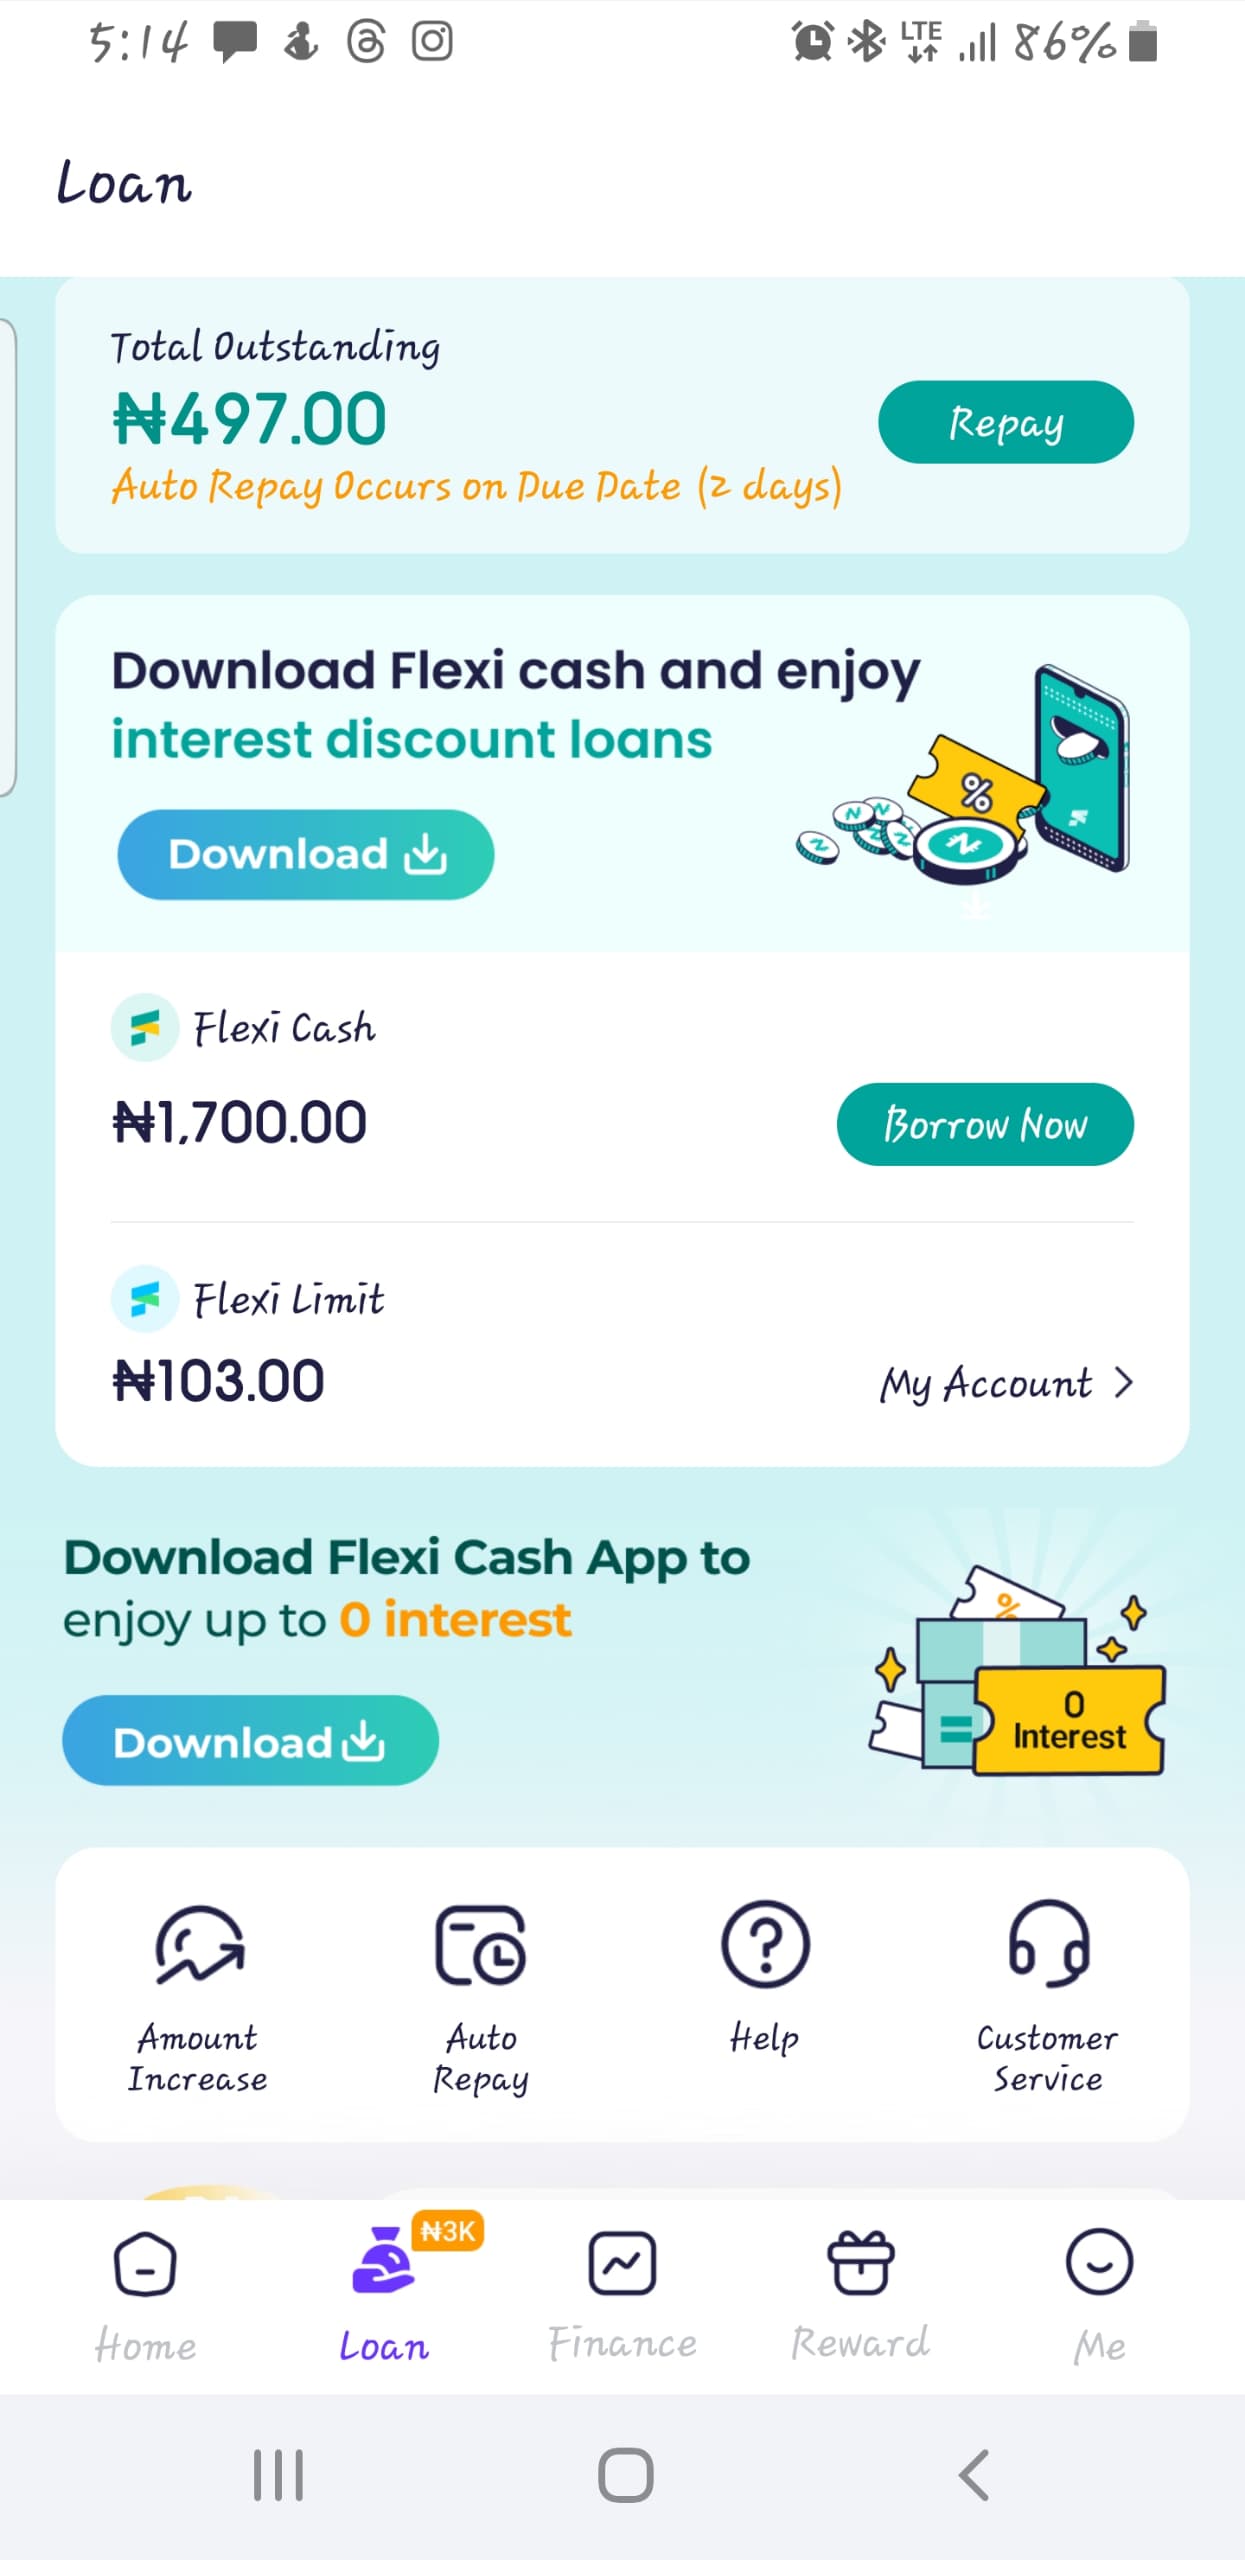 5:14
LTE
86%
Loan
Total Outstanding
₦497.00
Repay
Auto Repay Occurs on Due Date (2 days)
Download Flexi cash and enjoy
interest discount loans
%
Download
Flexi Cash
₦1,700.00
Borrow Now
Flexi Limit
₦103.00
My Account >
Download Flexi Cash App to
enjoy up to 0 interest
%
0
Interest
Download
Amount
Increase
Auto
Repay
Help
Customer
Service
₦3K
Home
Loan
Finance
Reward
Me